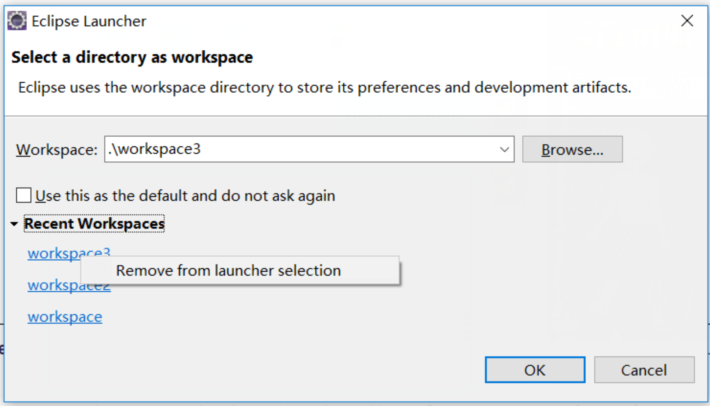 Eclipse Launcher
Select a directory as workspace
Eclipse uses the workspace directory to store its preferences and development artifacts.
Workspace: .\workspace3 Browse...
Use this as the default and do not ask again
Recent Workspaces
workspace3
Remove from launcher selection
workspace2
workspace
OK Cancel